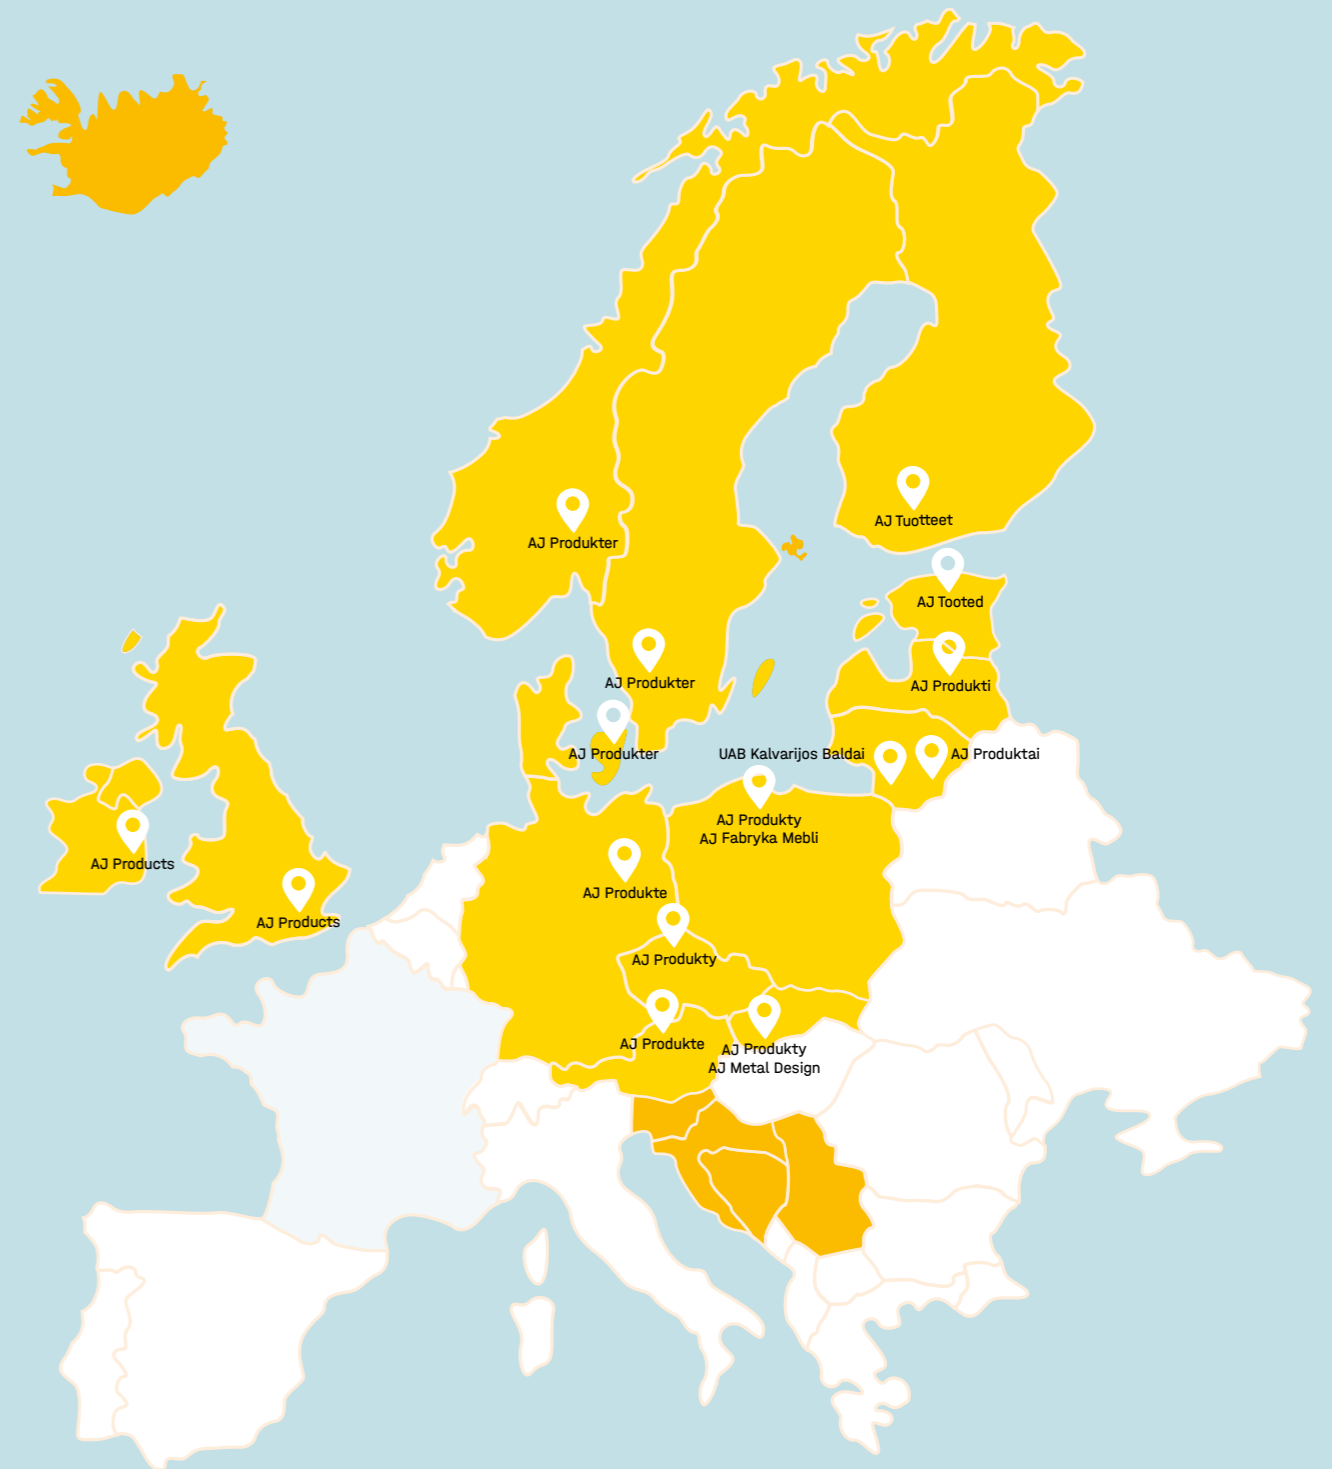 AJ Tuotteet
AJ Produkter
AJ Tooted
AJ Produkter
AJ Produkti
AJ Produkter
UAB Kalvarijos Baldai
AJ Produktai
AJ Produkty
AJ Fabryka Mebli
AJ Products
AJ Produkte
AJ Products
AJ Produkty
AJ Produkte
AJ Produkty
AJ Metal Design